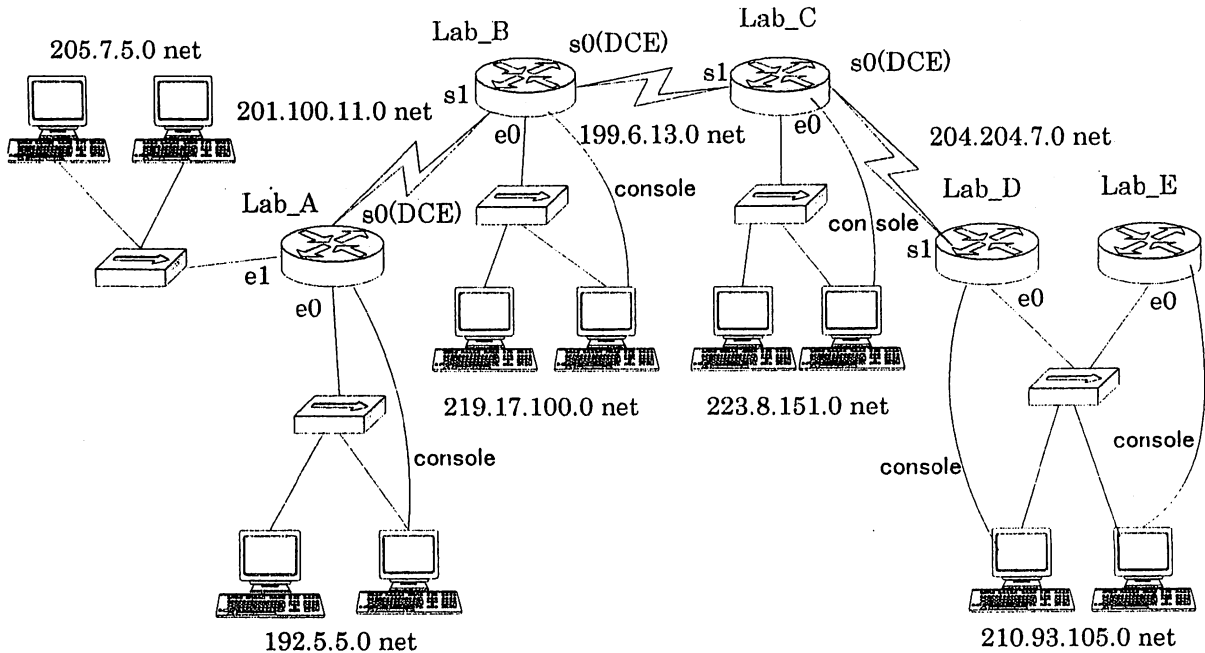 205.7.5.0 net
Lab_B
s0(DCE)
Lab_C
s0(DCE)
201.100.11.0 net
s1
e0
199.6.13.0 net
s1
e0
204.204.7.0 net
console
Lab_A
s0(DCE)
e1
e0
console
Lab_D
Lab_E
s1
e0
e0
219.17.100.0 net
223.8.151.0 net
console
console
console
192.5.5.0 net
210.93.105.0 net